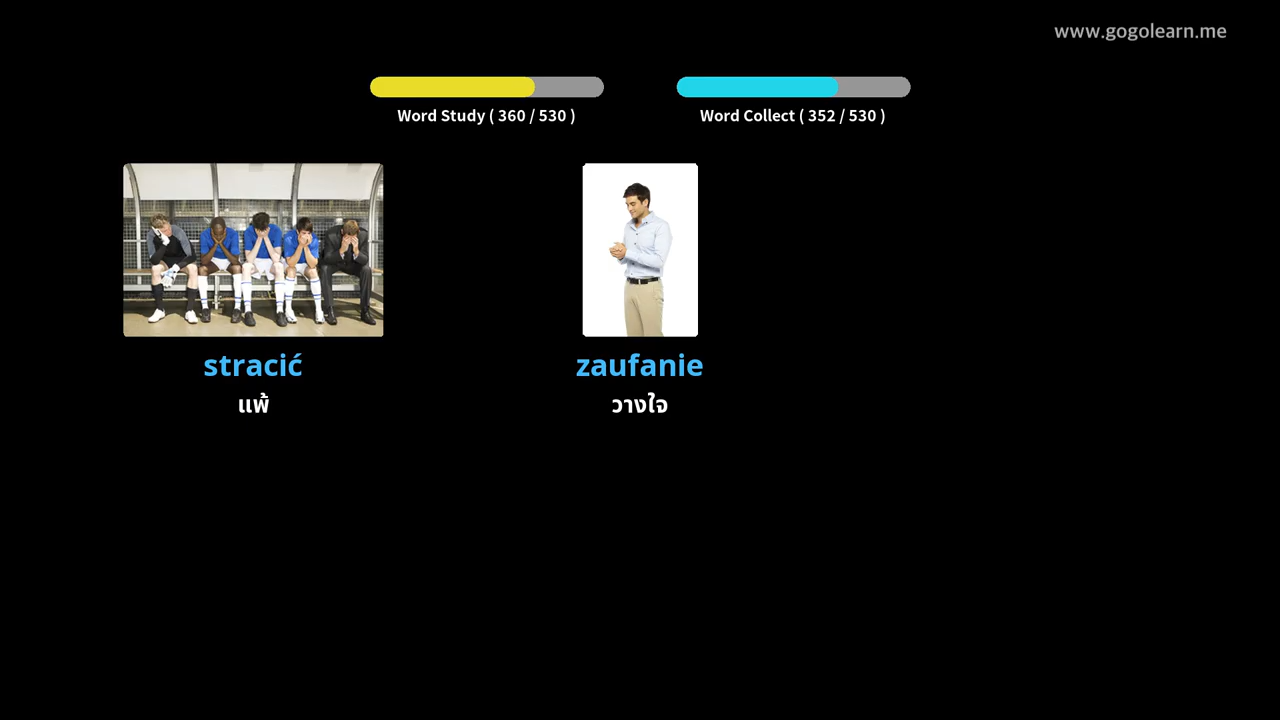 www.gogolearn.me
Word Study ( 360 / 530 )
Word Collect ( 352 / 530 )
stracić
แพ้
zaufanie
วางใจ